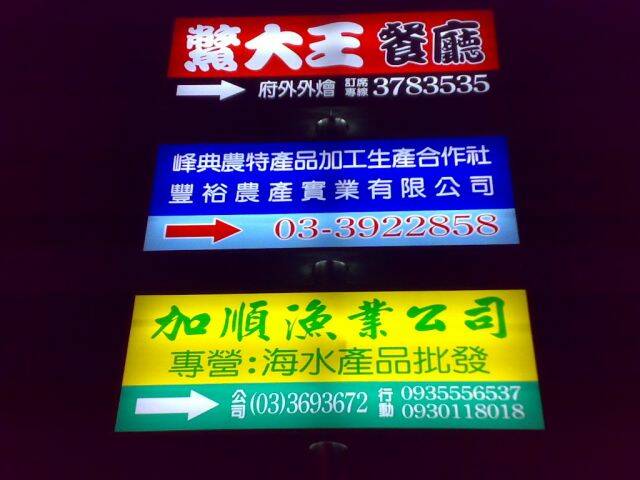 鱉大王 餐廳
府外外燴 訂席專線 3783535
峰典農特產品加工生產合作社
豐裕農產實業有限公司
03-3922858
加順漁業公司
專營:海水產品批發
公司 (03)3693672 行動 0935556537
0930118018